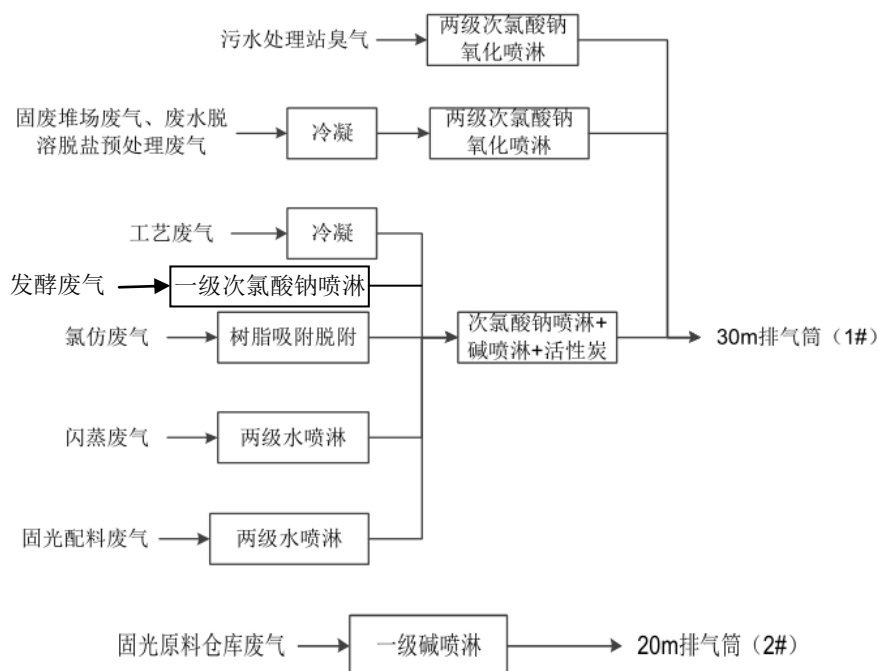 污水处理站臭气
两级次氯酸钠
氧化喷淋
固废堆场废气、废水脱
溶脱盐预处理废气
冷凝
两级次氯酸钠
氧化喷淋
工艺废气
冷凝
发酵废气
一级次氯酸钠喷淋
氯仿废气
树脂吸附脱附
次氯酸钠喷淋+
碱喷淋+活性炭
30m排气筒（1#）
闪蒸废气
两级水喷淋
固光配料废气
两级水喷淋
固光原料仓库废气
一级碱喷淋
20m排气筒（2#）